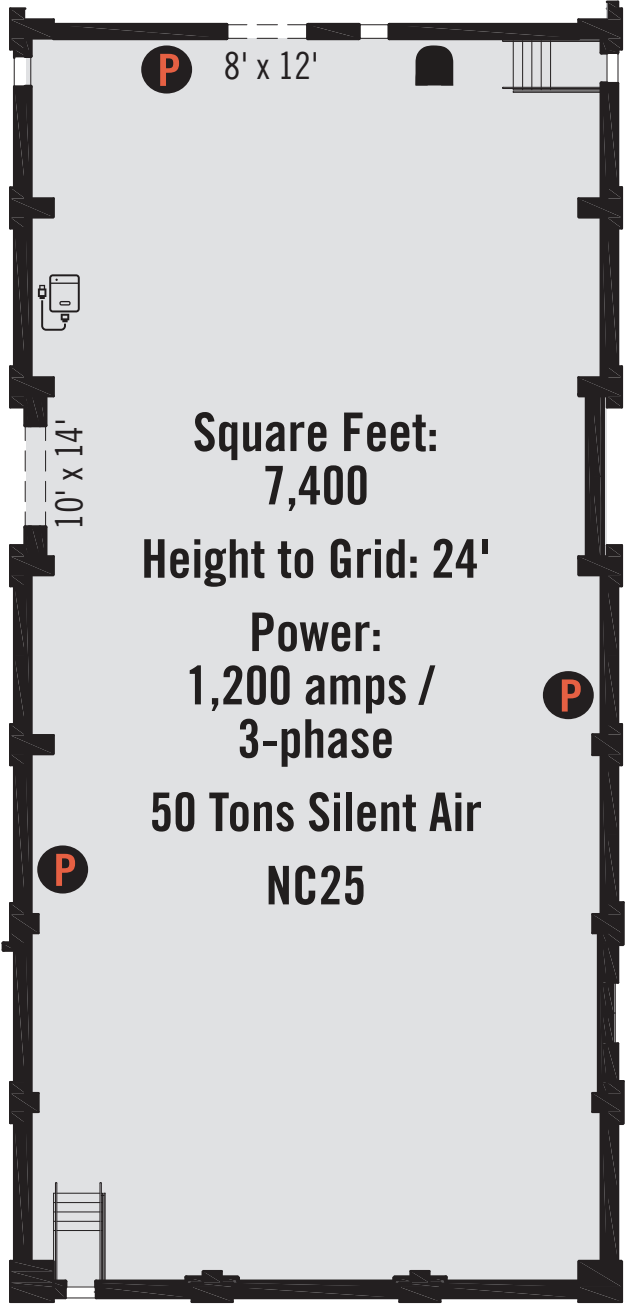 P
8' x 12'
10' x 14'
Square Feet:
7,400
Height to Grid: 24'
Power:
1,200 amps /
3-phase
P
50 Tons Silent Air
P
NC25